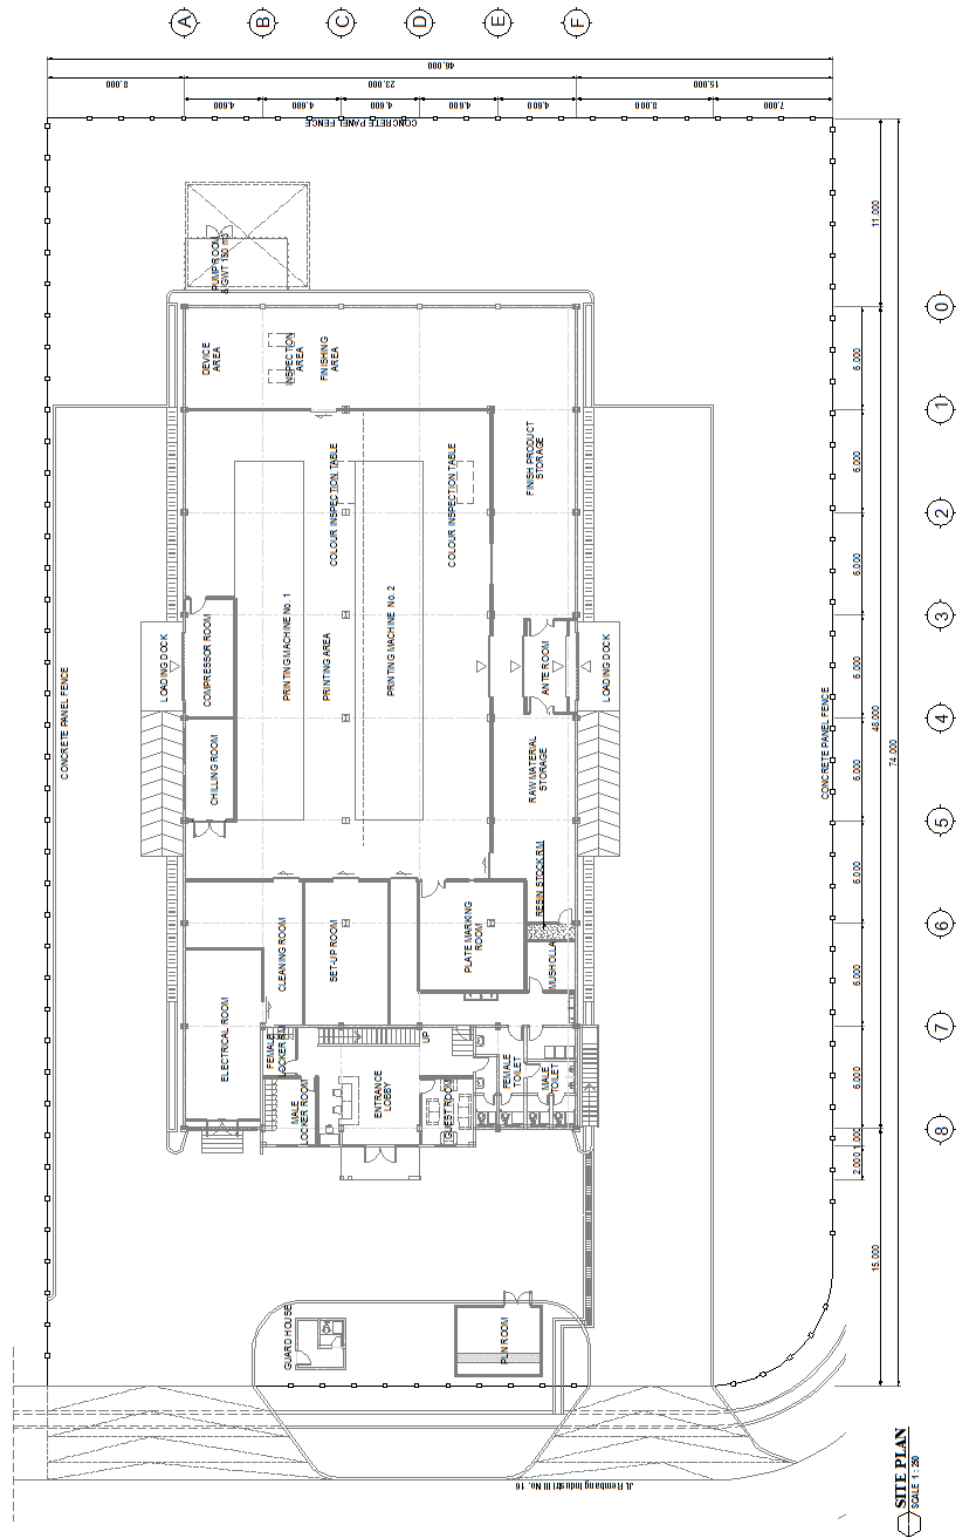 A
B
C
D
E
F
46.000
8.000
23.000
15.000
4.600
4.600
4.600
4.600
4.600
8.000
7.000
CONCRETE PANEL FENCE
11.000
PUMP ROOM
0
DEVICE
AREA
INSPECTION
AREA
FINISHING
AREA
6.000
1
FINISH PRODUCT
STORAGE
COLOUR INSPECTION TABLE
COLOUR INSPECTION TABLE
6.000
2
6.000
3
COMPRESSOR ROOM
PRINTING MACHINE No. 1
PRINTING AREA
PRINTING MACHINE No. 2
ANTE ROOM
LOADING DOCK
LOADING DOCK
6.000
CONCRETE PANEL FENCE
CONCRETE PANEL FENCE
48.000
74.000
4
CHILLING ROOM
RAW MATERIAL
STORAGE
6.000
5
RESIN STOCK RM.
6.000
6
CLEANING ROOM
SET-UP ROOM
PLATE MARKING
ROOM
MUSHOLLA
6.000
7
ELECTRICAL ROOM
FEMALE
LOCKER RM
UP
MALE
LOCKER ROOM
ENTRANCE
LOBBY
GUEST ROOM
FEMALE
TOILET
MALE
TOILET
6.000
8
1.000
2.000
15.000
GUARD HOUSE
PLN ROOM
Jl. Rembang Industri III No. 16
SITE PLAN
SCALE 1 : 250